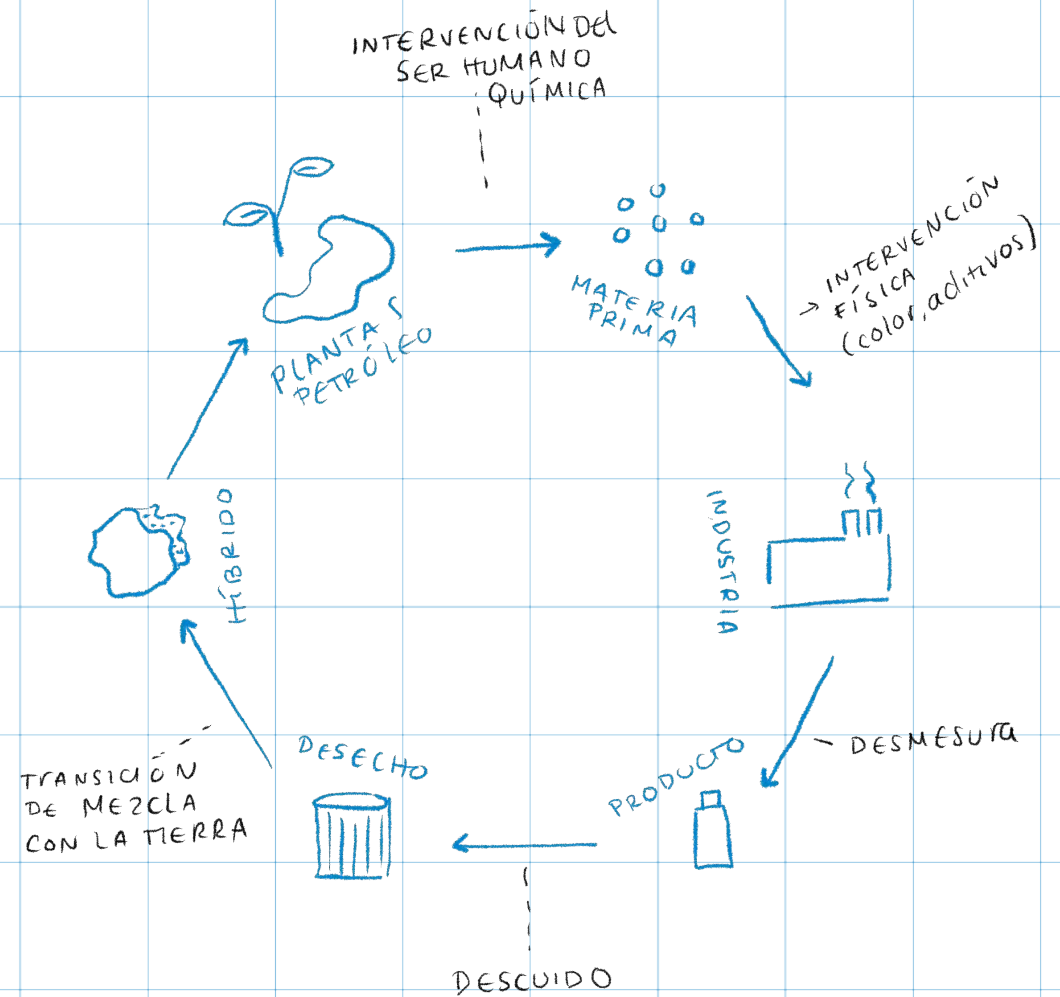 INTERVENCIÓN DEl
SER HUMANO
QUÍMICA
PLANTA
PETRÓLEO
MATERIA
PRIMA
→ INTERVENCIÓN
FÍSICA
(color, aditivos)
INDUSTRIA
DESMESUra
PRODUCTO
DESCUIDO
DESECHO
TrANSICIÓN
DE MEZCLA
CON LA TIERRA
HÍBRIDO